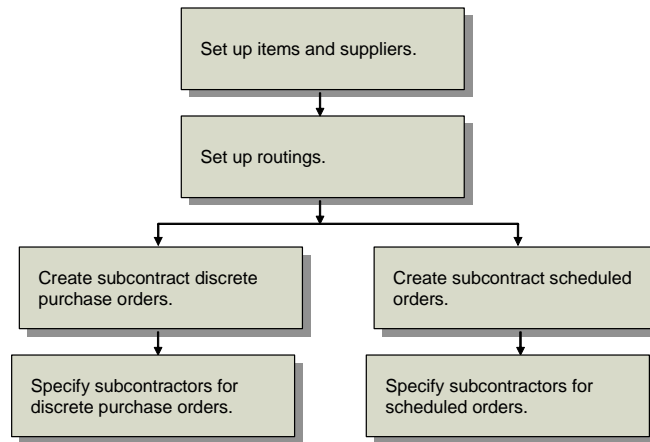 Set up items and suppliers.
Set up routings.
Create subcontract discrete
purchase orders.
Create subcontract scheduled
orders.
Specify subcontractors for
discrete purchase orders.
Specify subcontractors for
scheduled orders.